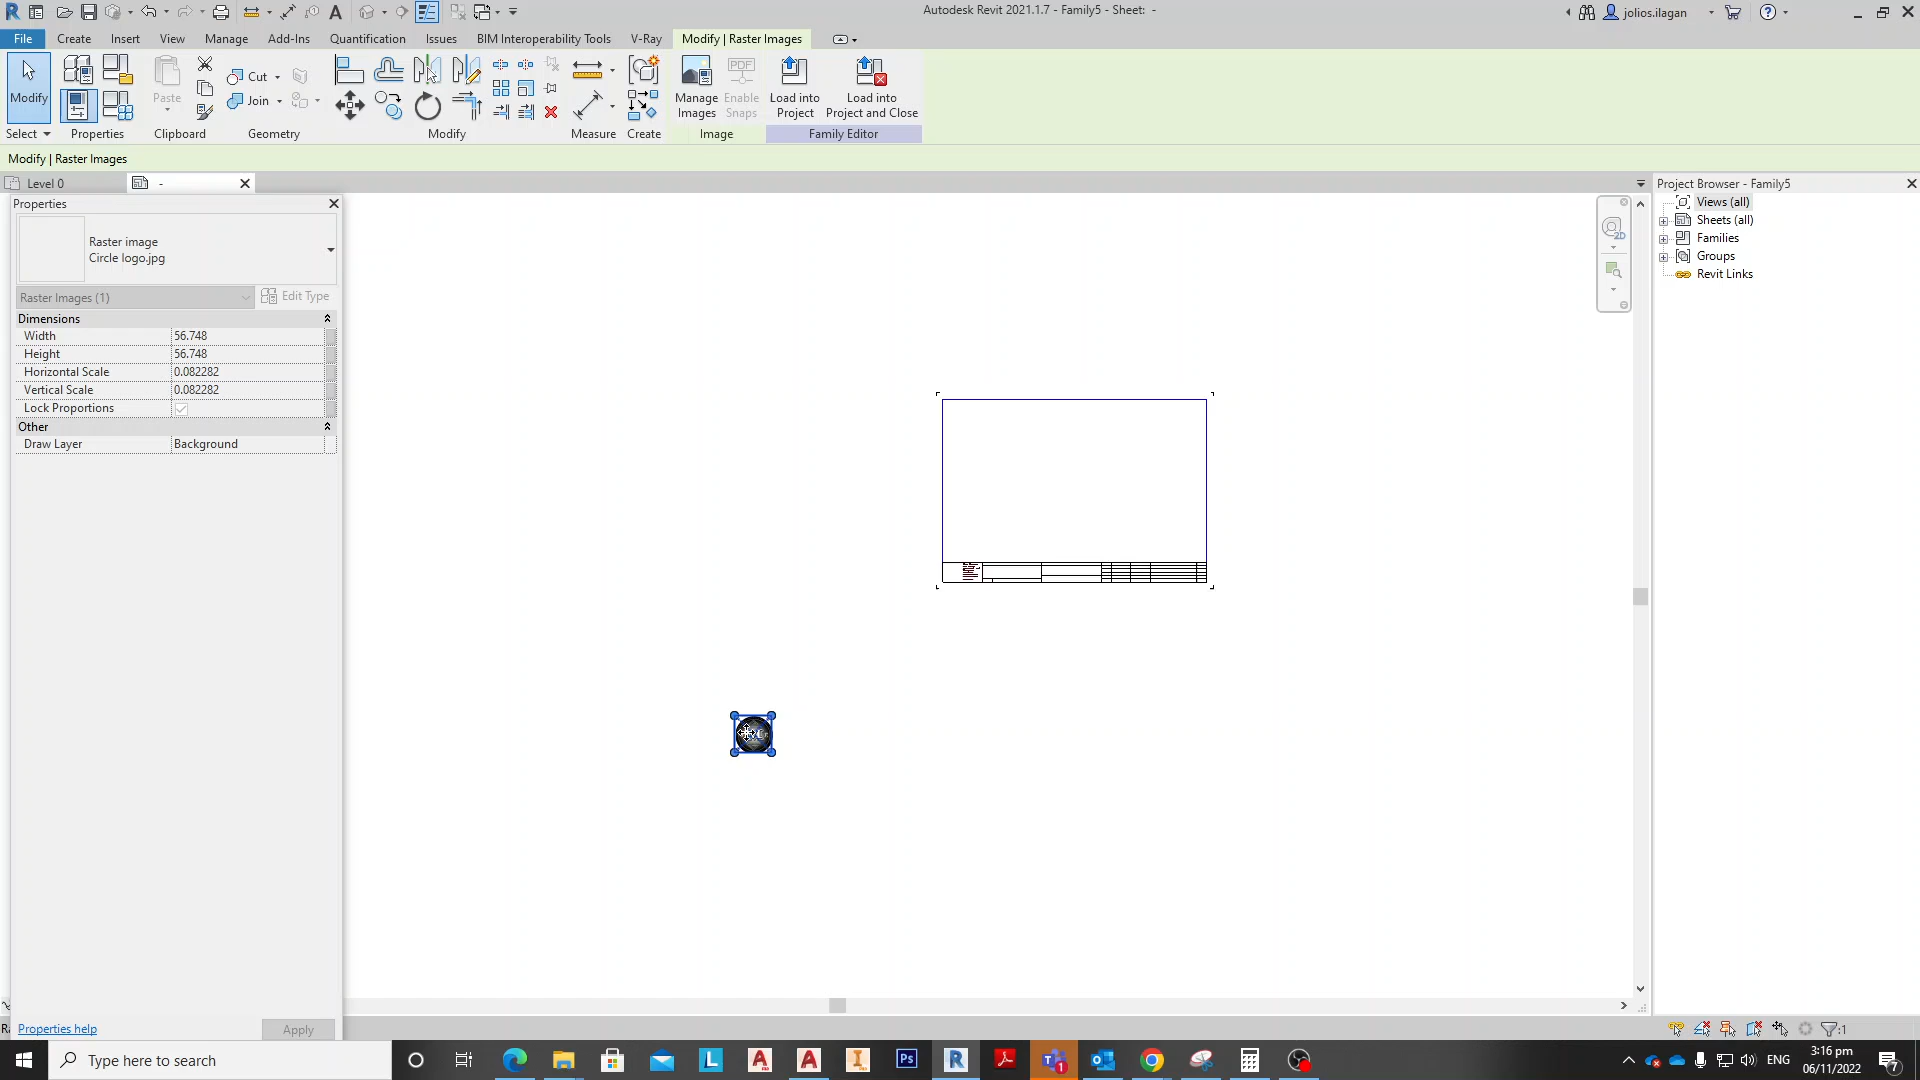 Autodesk Revit 2021.1.7 - Family5 - Sheet:  -
jolios.ilagan
File
Create
Insert
View
Manage
Add-Ins
Quantification
Issues
BIM Interoperability Tools
V-Ray
Modify | Raster Images
Modify
Paste
Cut
Join
Manage Images
PDF
Enable Snaps
Load into Project
Load into Project and Close
Select
Properties
Clipboard
Geometry
Modify
Measure
Create
Image
Family Editor
Modify | Raster Images
Level 0
-
Properties
Raster image
Circle logo.jpg
Raster Images (1)
Edit Type
Dimensions
Width 56.748
Height 56.748
Horizontal Scale 0.082282
Vertical Scale 0.082282
Lock Proportions
Other
Draw Layer Background
Properties help
Apply
Project Browser - Family5
Views (all)
Sheets (all)
Families
Groups
Revit Links
2D
:1
Type here to search
ENG
3:16 pm
06/11/2022